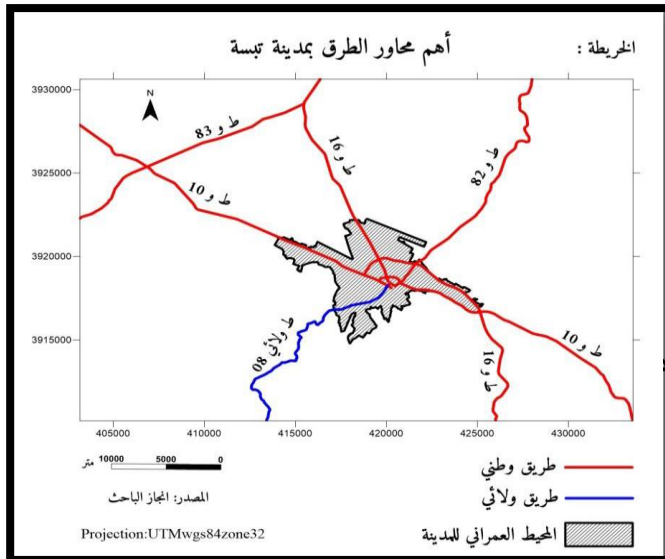 الخريطة : أهم محاور الطرق بمدينة تبسة
3930000
3925000
3920000
3915000
N
ط و 83
ط و 16
ط و 82
ط و 10
ط ولائي 08
ط و 16
ط و 10
405000 410000 415000 420000 425000 430000
متر 10000 5000 0
المصدر: انجاز الباحث
Projection:UTMwgs84zone32
طريق وطني
طريق ولائي
المحيط العمراني للمدينة